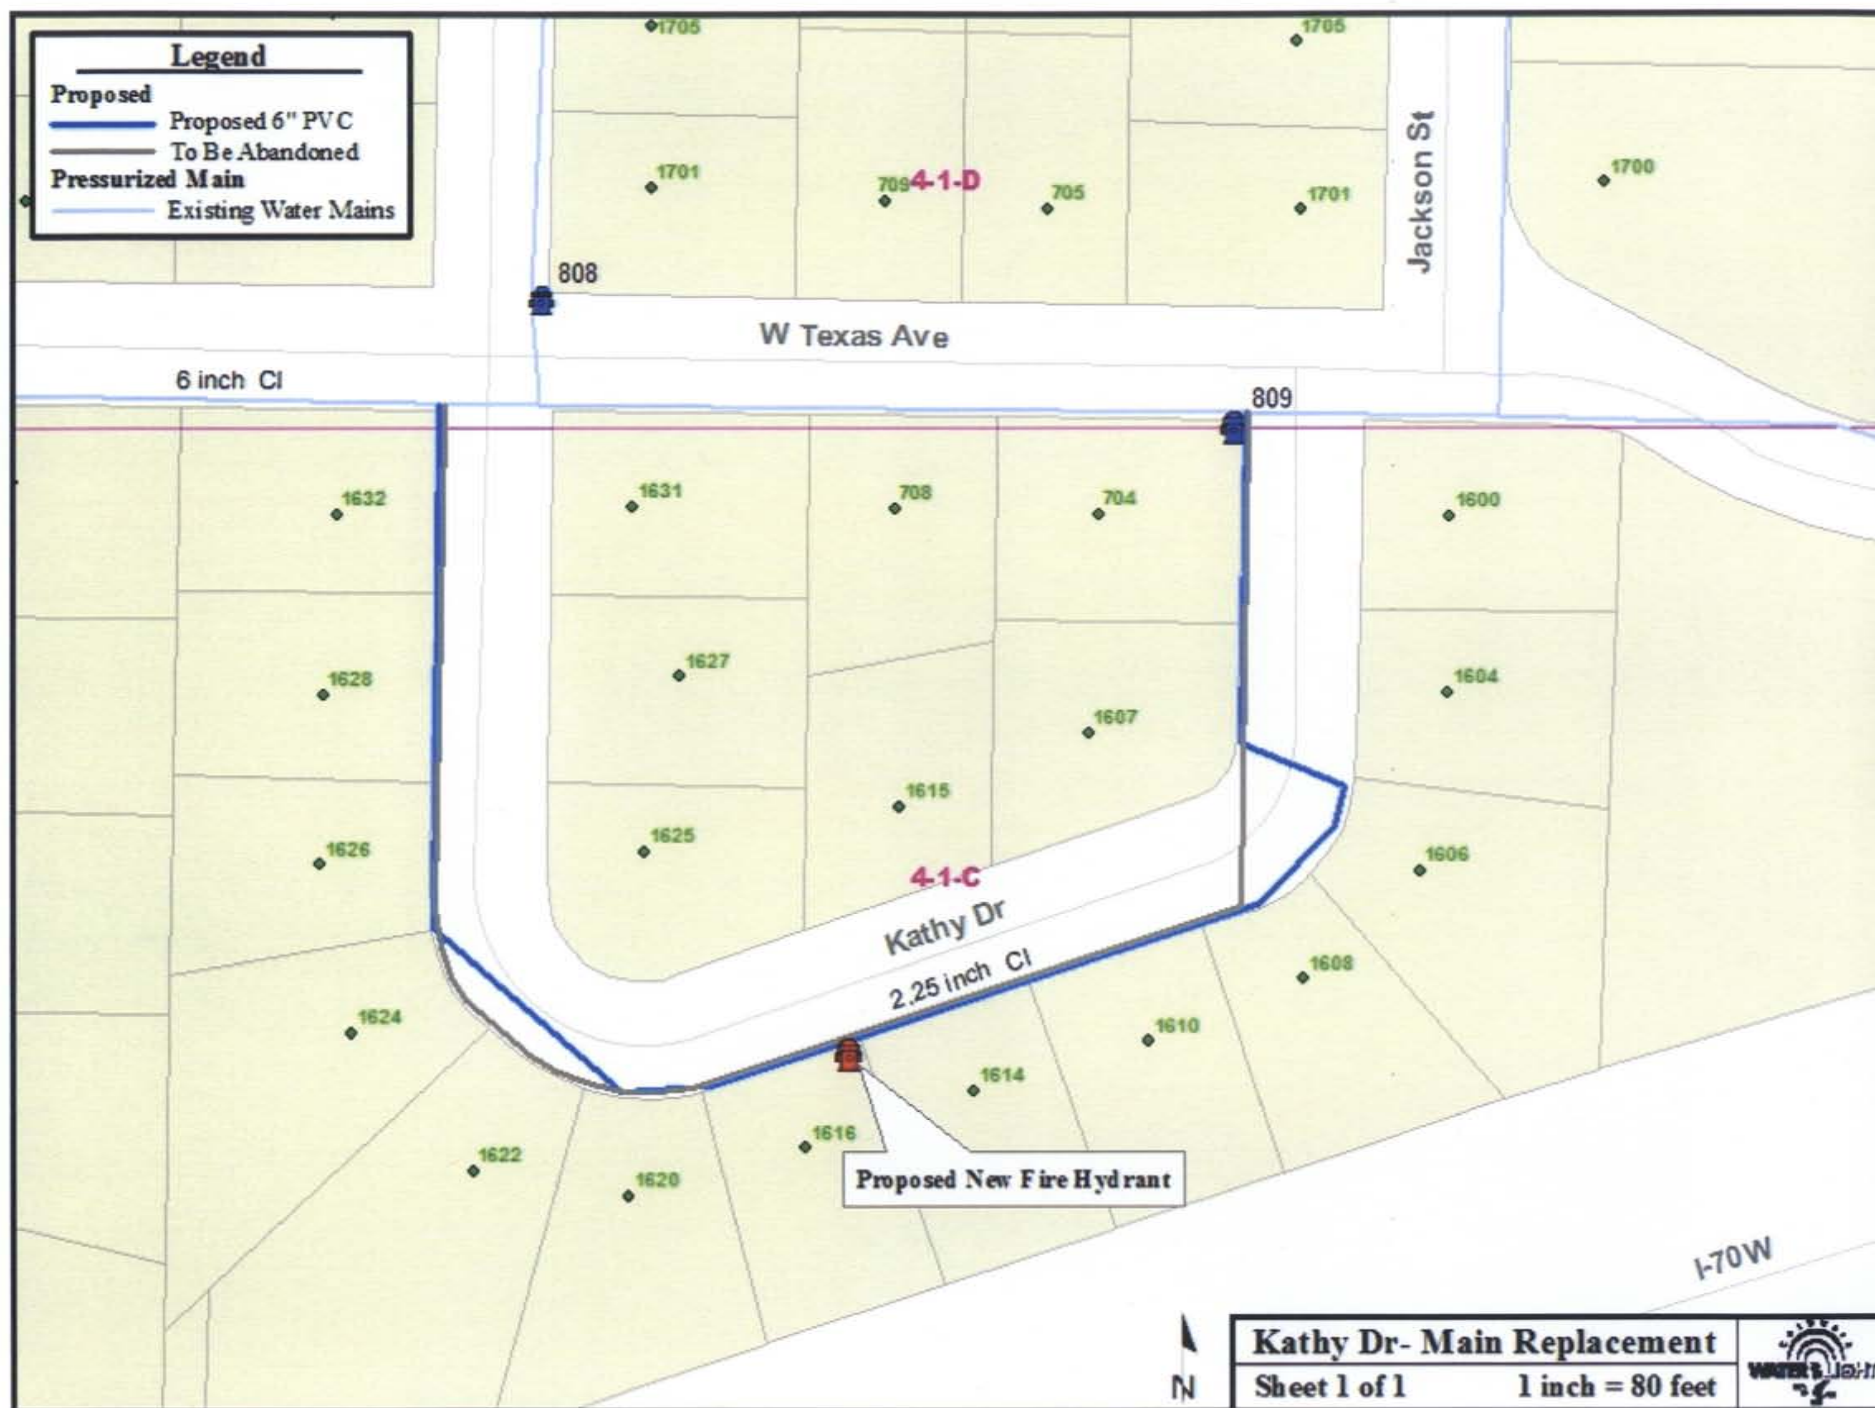 Legend
Proposed
Proposed 6" PVC
To Be Abandoned
Pressurized Main
Existing Water Mains
1705
1705
1701
709
4-1-D
705
1701
Jackson St
1700
808
W Texas Ave
6 inch CI
809
1632
1631
708
704
1600
1628
1627
1607
1604
1626
1625
1615
1606
4-1-C
Kathy Dr
2.25 inch CI
1624
1608
1610
1614
1616
1622
1620
Proposed New Fire Hydrant
I-70 W
N
Kathy Dr- Main Replacement
Sheet 1 of 1
1 inch = 80 feet
WATER &